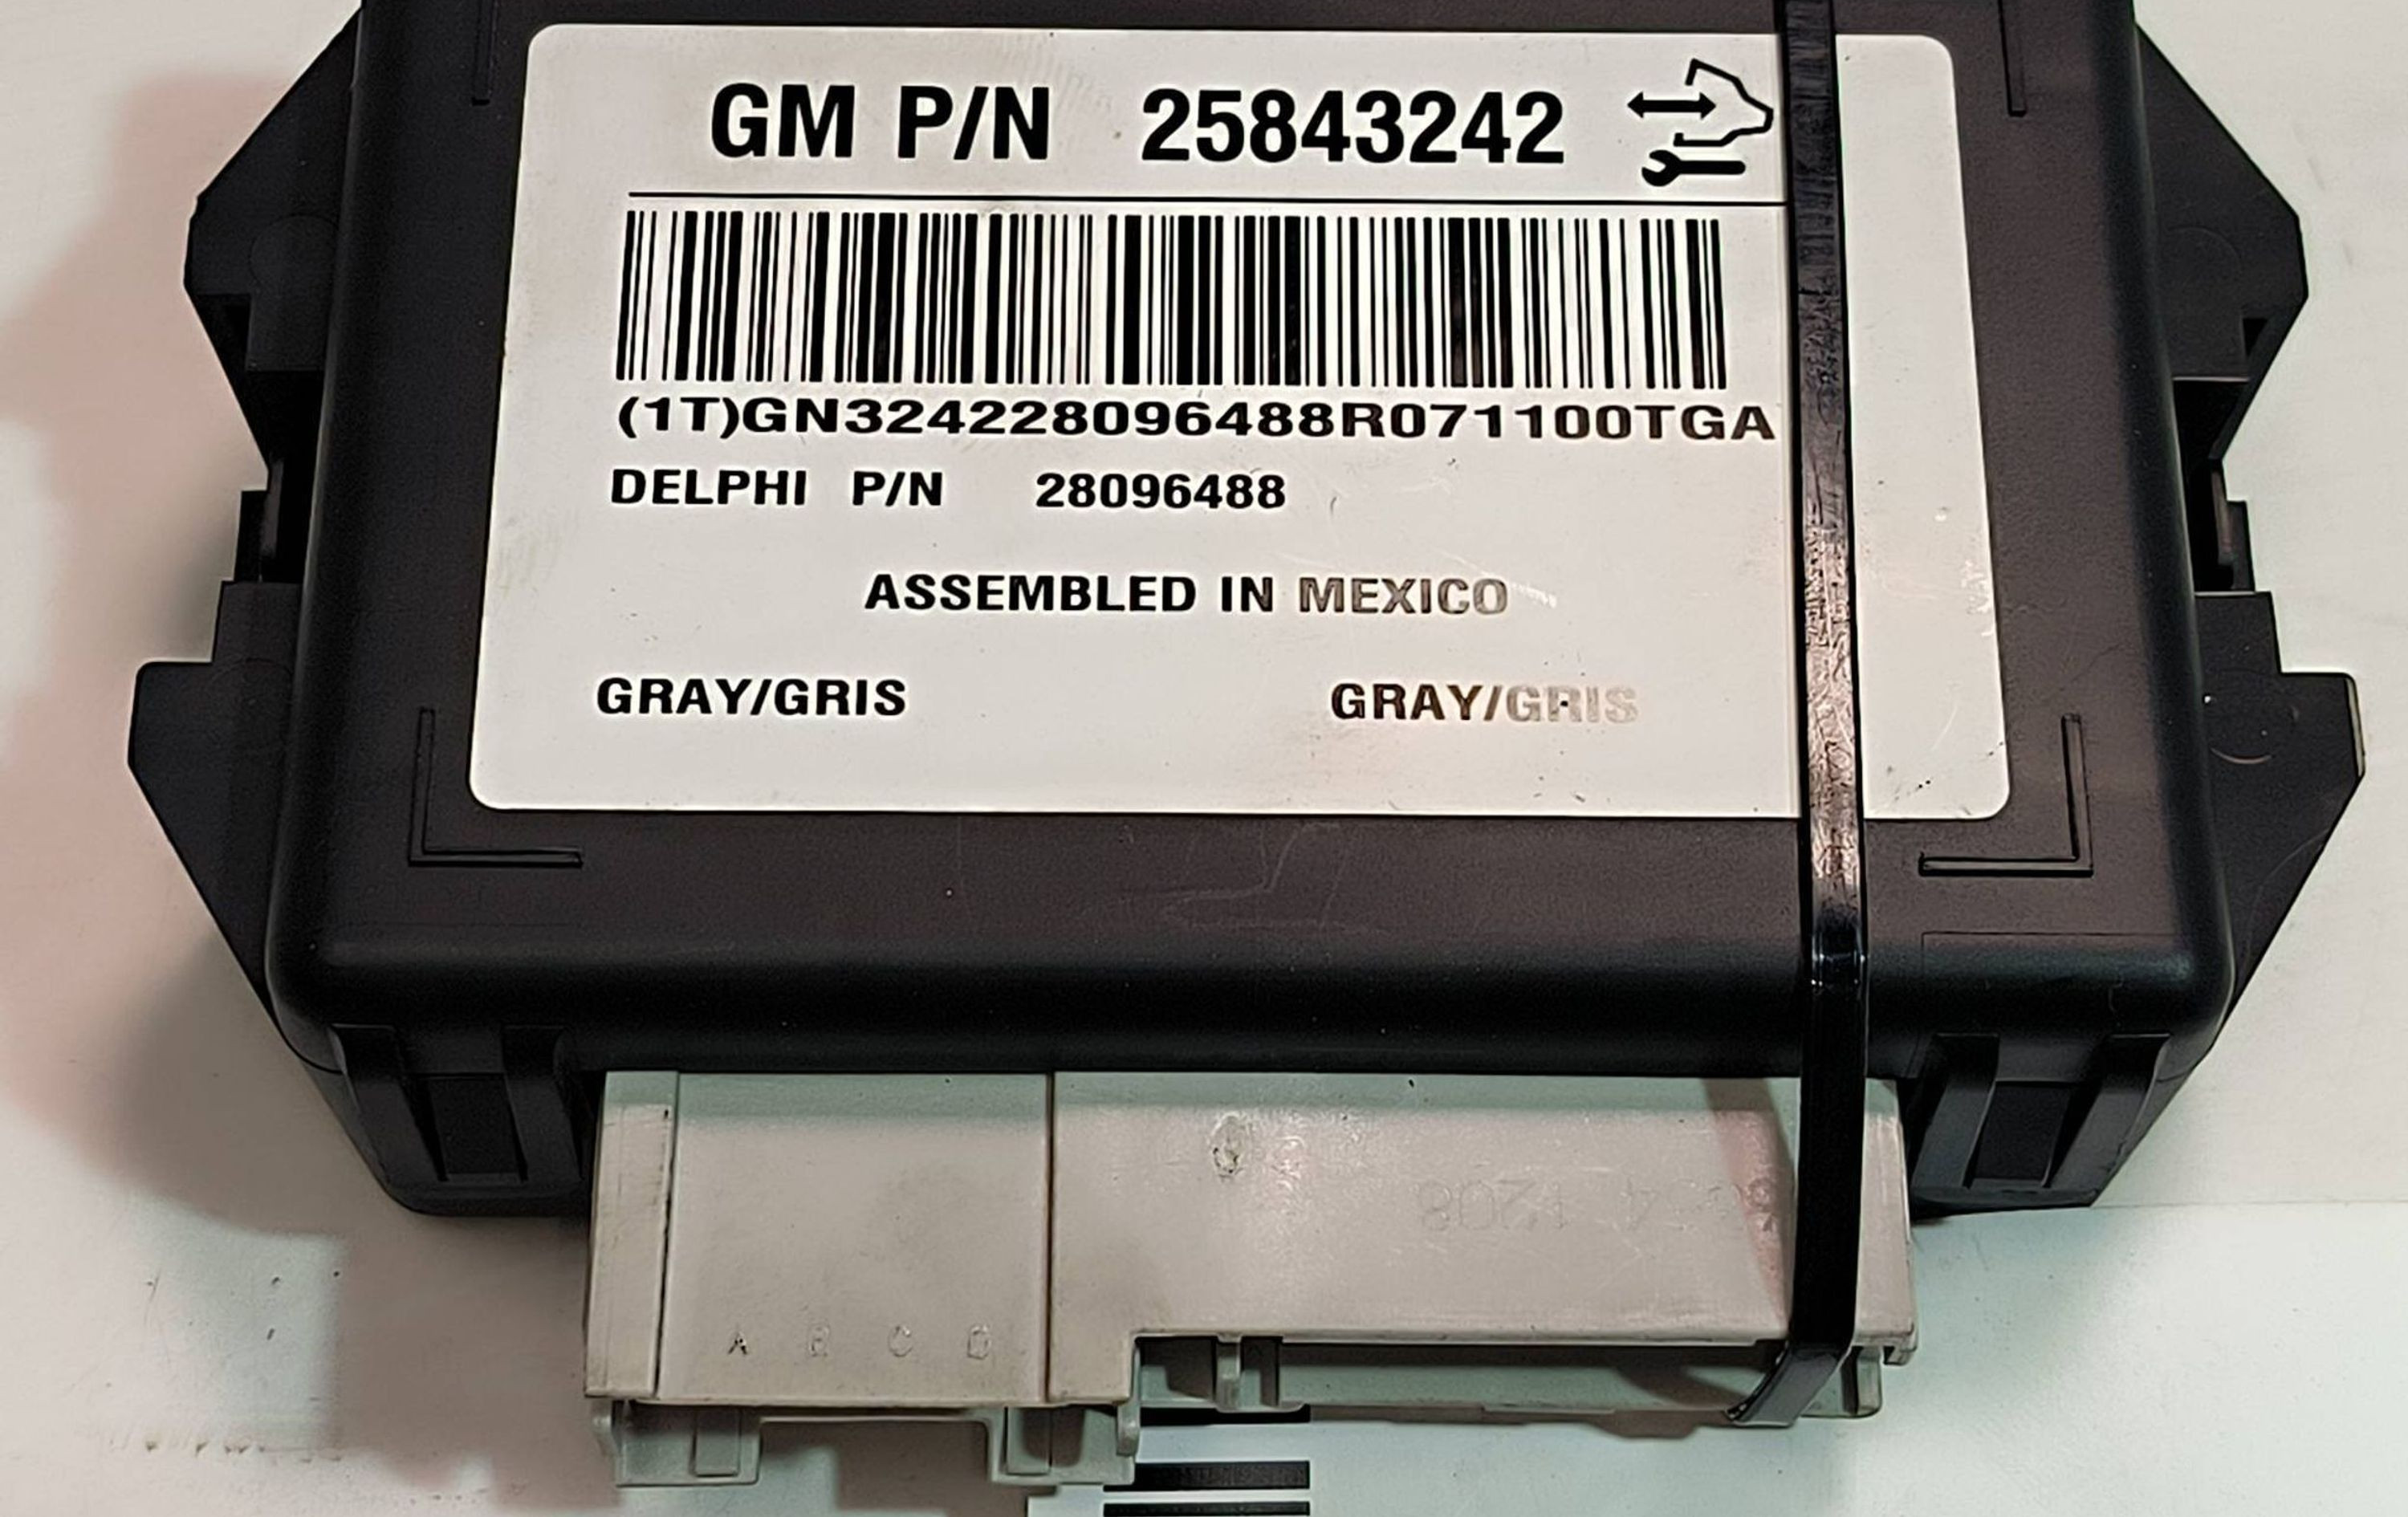 GM P/N 25843242
(1T)GN324228096488R071100TGA
DELPHI P/N 28096488
ASSEMBLED IN MEXICO
GRAY/GRIS GRAY/GRIS
A B C D